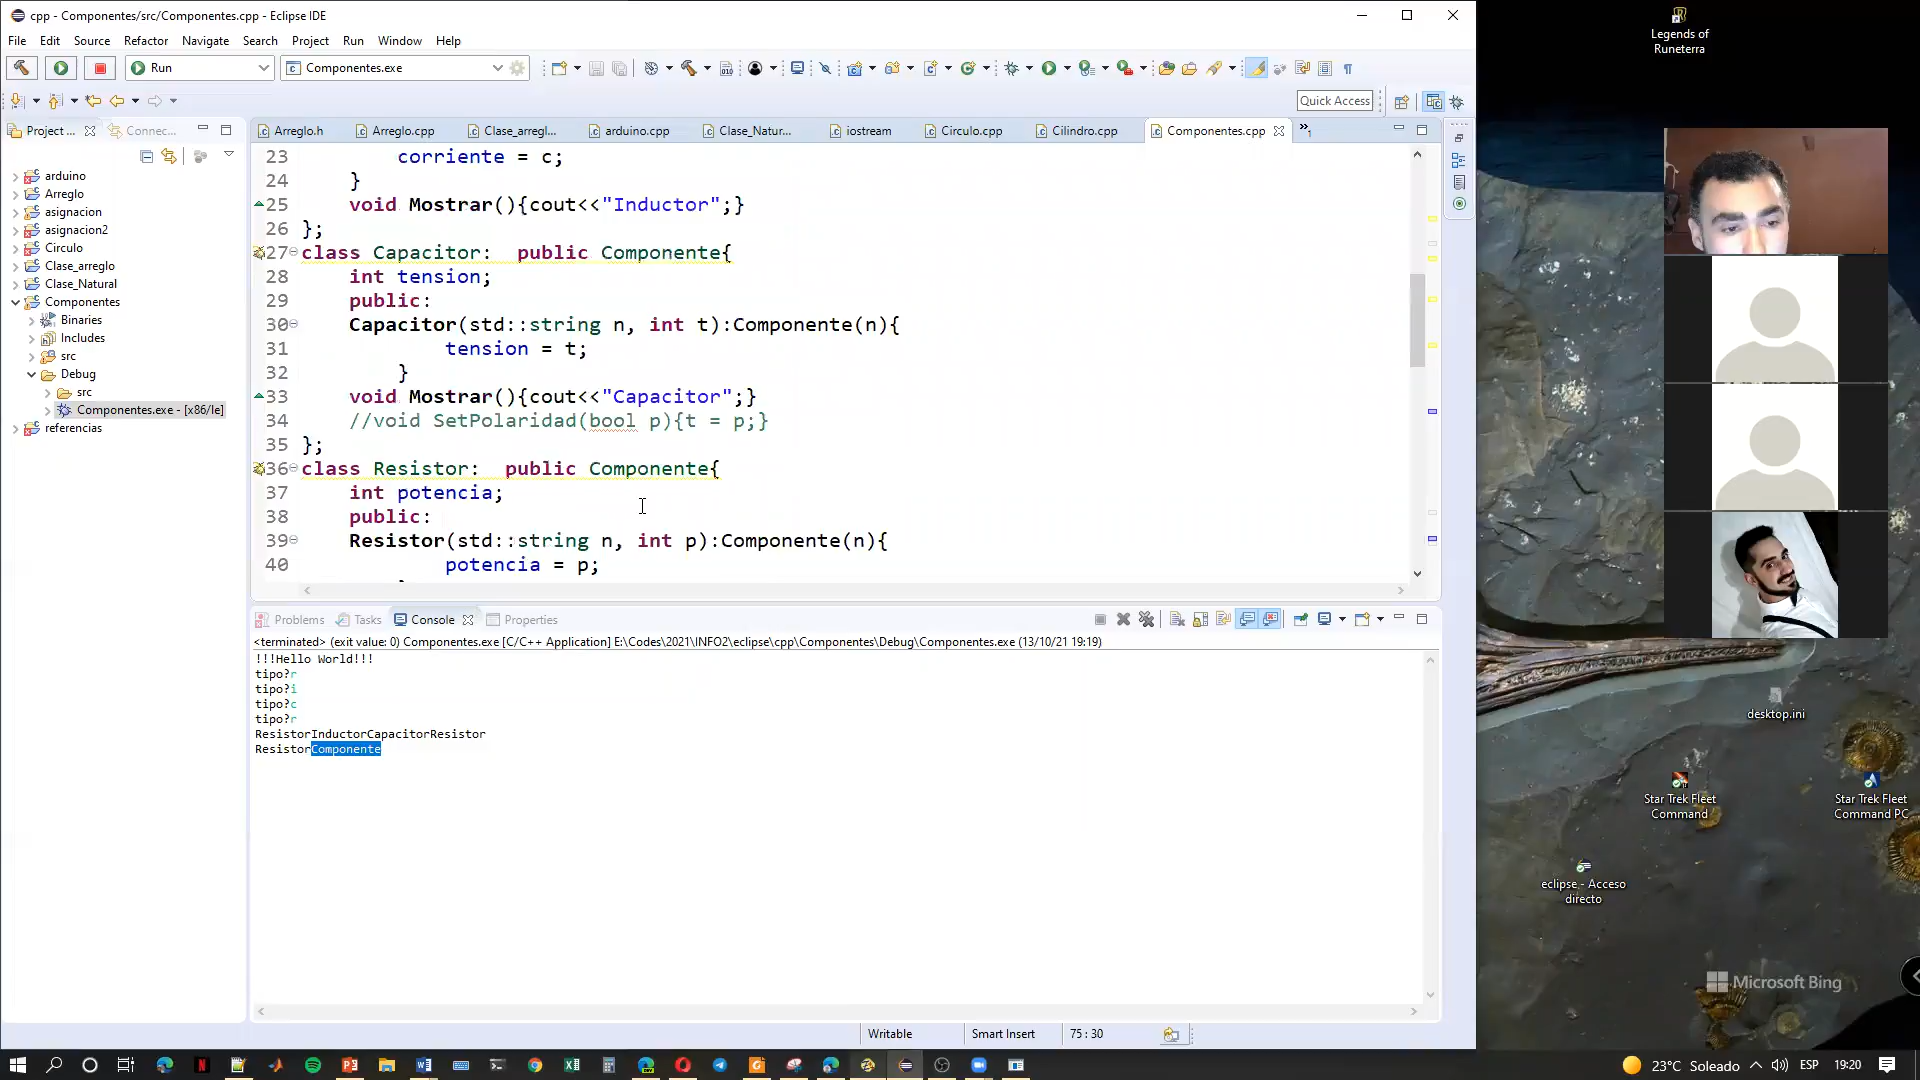 cpp - Componentes/src/Componentes.cpp - Eclipse IDE
File Edit Source Refactor Navigate Search Project Run Window Help
Run
Componentes.exe
Quick Access
Project ...
Connec...
Arreglo.h
Arreglo.cpp
Clase_arregl...
arduino.cpp
Clase_Natur...
iostream
Circulo.cpp
Cilindro.cpp
Componentes.cpp
»1
arduino
Arreglo
asignacion
asignacion2
Circulo
Clase_arreglo
Clase_Natural
Componentes
Binaries
Includes
src
Debug
src
Componentes.exe - [x86/le]
referencias
23 corriente = c;
24 }
25 void Mostrar(){cout<<"Inductor";}
26 };
27 class Capacitor:  public Componente{
28 int tension;
29 public:
30 Capacitor(std::string n, int t):Componente(n){
31 tension = t;
32 }
33 void Mostrar(){cout<<"Capacitor";}
34 //void SetPolaridad(bool p){t = p;}
35 };
36 class Resistor:  public Componente{
37 int potencia;
38 public:
39 Resistor(std::string n, int p):Componente(n){
40 potencia = p;
Problems Tasks Console Properties
<terminated> (exit value: 0) Componentes.exe [C/C++ Application] E:\Codes\2021\INFO2\eclipse\cpp\Componentes\Debug\Componentes.exe (13/10/21 19:19)
!!!Hello World!!!
tipo?r
tipo?i
tipo?c
tipo?r
ResistorInductorCapacitorResistor
ResistorComponente
Writable
Smart Insert
75 : 30
Legends of
Runeterra
desktop.ini
Star Trek Fleet
Command
Star Trek Fleet
Command PC
eclipse - Acceso
directo
Microsoft Bing
23°C Soleado
ESP
19:20